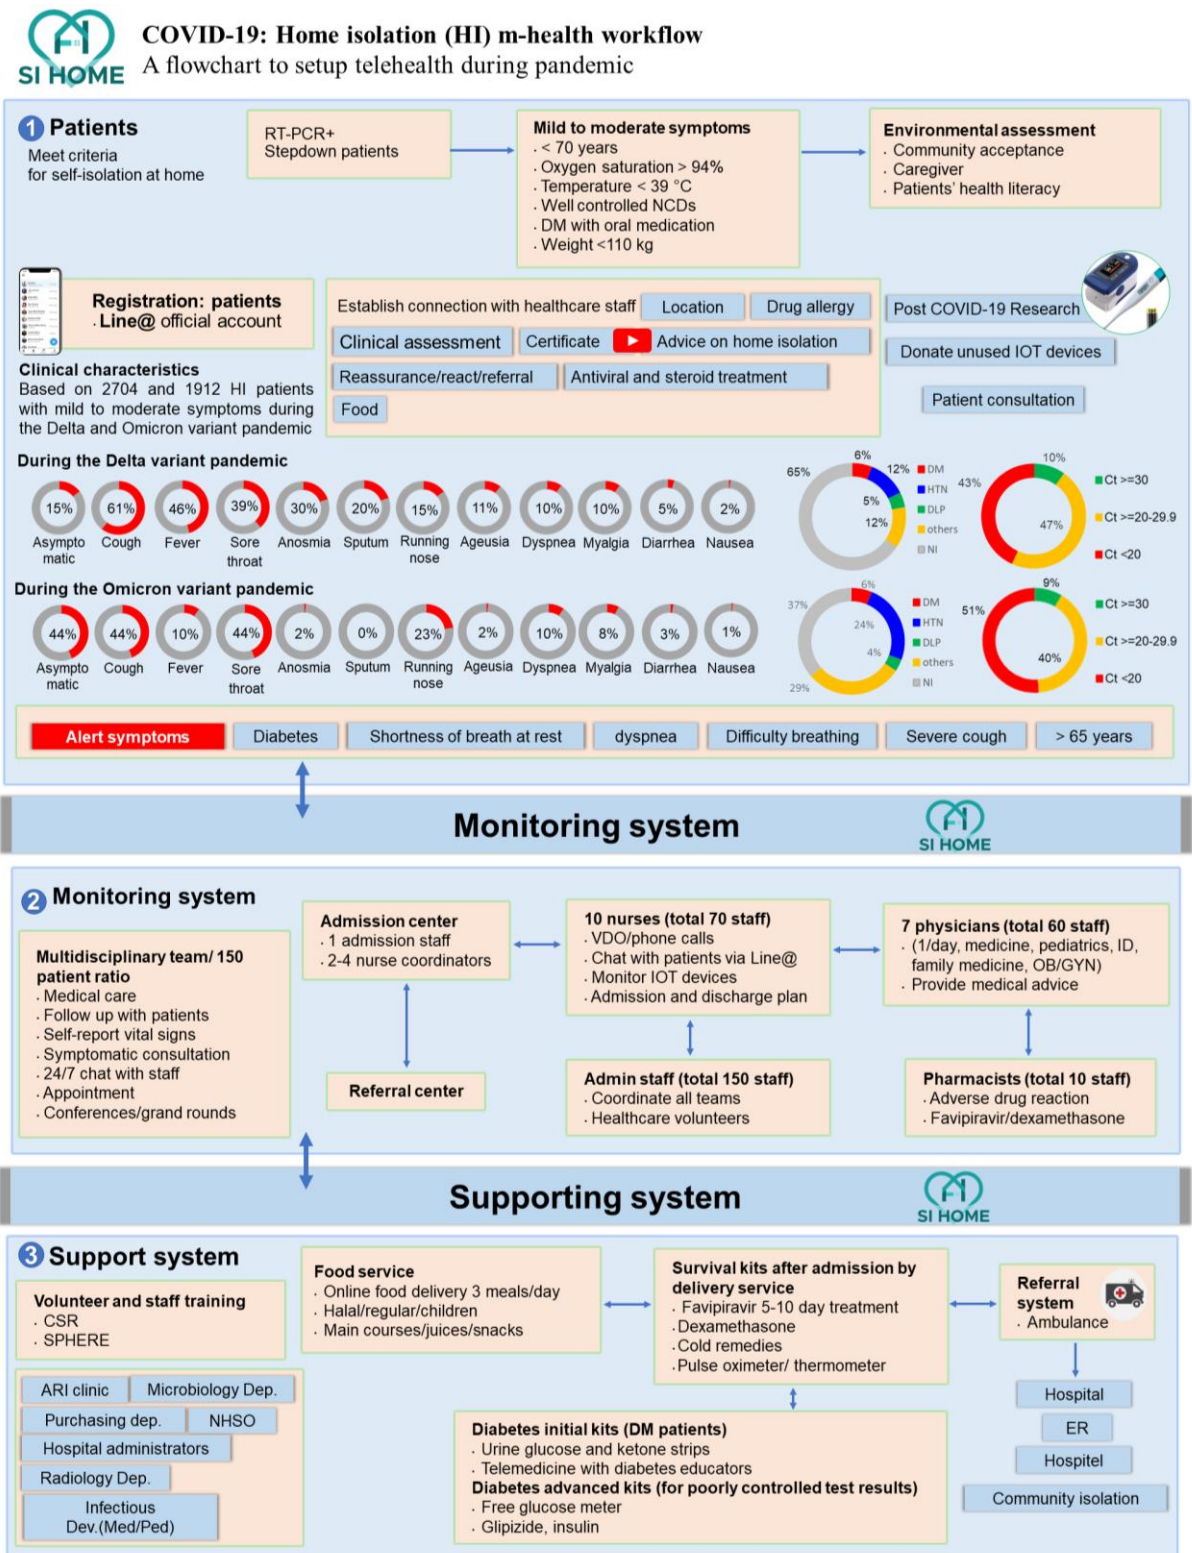 SI HOME
COVID-19: Home isolation (HI) m-health workflow
A flowchart to setup telehealth during pandemic
1 Patients
Meet criteria
for self-isolation at home
RT-PCR+
Stepdown patients
Mild to moderate symptoms
. < 70 years
. Oxygen saturation > 94%
. Temperature < 39 °C
. Well controlled NCDs
. DM with oral medication
. Weight <110 kg
Environmental assessment
. Community acceptance
. Caregiver
. Patients' health literacy
Registration: patients
. Line@ official account
Establish connection with healthcare staff
Location
Drug allergy
Clinical assessment
Certificate
Advice on home isolation
Reassurance/react/referral
Antiviral and steroid treatment
Food
Post COVID-19 Research
Donate unused IOT devices
Patient consultation
Clinical characteristics
Based on 2704 and 1912 HI patients
with mild to moderate symptoms during
the Delta and Omicron variant pandemic
During the Delta variant pandemic
15%
61%
46%
39%
30%
20%
15%
11%
10%
10%
5%
2%
Asympto
matic
Cough
Fever
Sore
throat
Anosmia
Sputum
Running
nose
Ageusia
Dyspnea
Myalgia
Diarrhea
Nausea
65%
6%
12%
5%
12%
DM
HTN
DLP
others
NI
43%
10%
47%
Ct >=30
Ct >=20-29.9
Ct <20
During the Omicron variant pandemic
44%
44%
10%
44%
2%
0%
23%
2%
10%
8%
3%
1%
Asympto
matic
Cough
Fever
Sore
throat
Anosmia
Sputum
Running
nose
Ageusia
Dyspnea
Myalgia
Diarrhea
Nausea
37%
6%
24%
4%
29%
DM
HTN
DLP
others
NI
51%
9%
40%
Ct >=30
Ct >=20-29.9
Ct <20
Alert symptoms
Diabetes
Shortness of breath at rest
dyspnea
Difficulty breathing
Severe cough
> 65 years
Monitoring system
SI HOME
2 Monitoring system
Multidisciplinary team/ 150
patient ratio
. Medical care
. Follow up with patients
. Self-report vital signs
. Symptomatic consultation
. 24/7 chat with staff
. Appointment
. Conferences/grand rounds
Admission center
. 1 admission staff
. 2-4 nurse coordinators
Referral center
10 nurses (total 70 staff)
. VDO/phone calls
. Chat with patients via Line@
. Monitor IOT devices
. Admission and discharge plan
Admin staff (total 150 staff)
. Coordinate all teams
. Healthcare volunteers
7 physicians (total 60 staff)
. (1/day, medicine, pediatrics, ID,
family medicine, OB/GYN)
. Provide medical advice
Pharmacists (total 10 staff)
. Adverse drug reaction
. Favipiravir/dexamethasone
Supporting system
SI HOME
3 Support system
Volunteer and staff training
. CSR
. SPHERE
ARI clinic
Microbiology Dep.
Purchasing dep.
NHSO
Hospital administrators
Radiology Dep.
Infectious
Dev.(Med/Ped)
Food service
. Online food delivery 3 meals/day
. Halal/regular/children
. Main courses/juices/snacks
Survival kits after admission by
delivery service
. Favipiravir 5-10 day treatment
. Dexamethasone
. Cold remedies
. Pulse oximeter/ thermometer
Diabetes initial kits (DM patients)
. Urine glucose and ketone strips
. Telemedicine with diabetes educators
Diabetes advanced kits (for poorly controlled test results)
. Free glucose meter
. Glipizide, insulin
Referral
system
. Ambulance
Hospital
ER
Hospitel
Community isolation